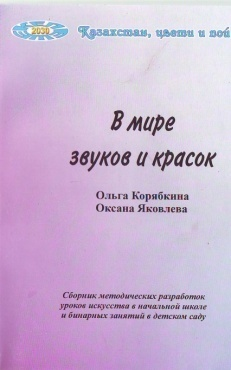 2030
Казахстан, цвети и пой
В мире
звуков и красок
Ольга Корябкина
Оксана Яковлева
Сборник методических разработок
уроков искусства в начальной школе
и бинарных занятий в детском саду